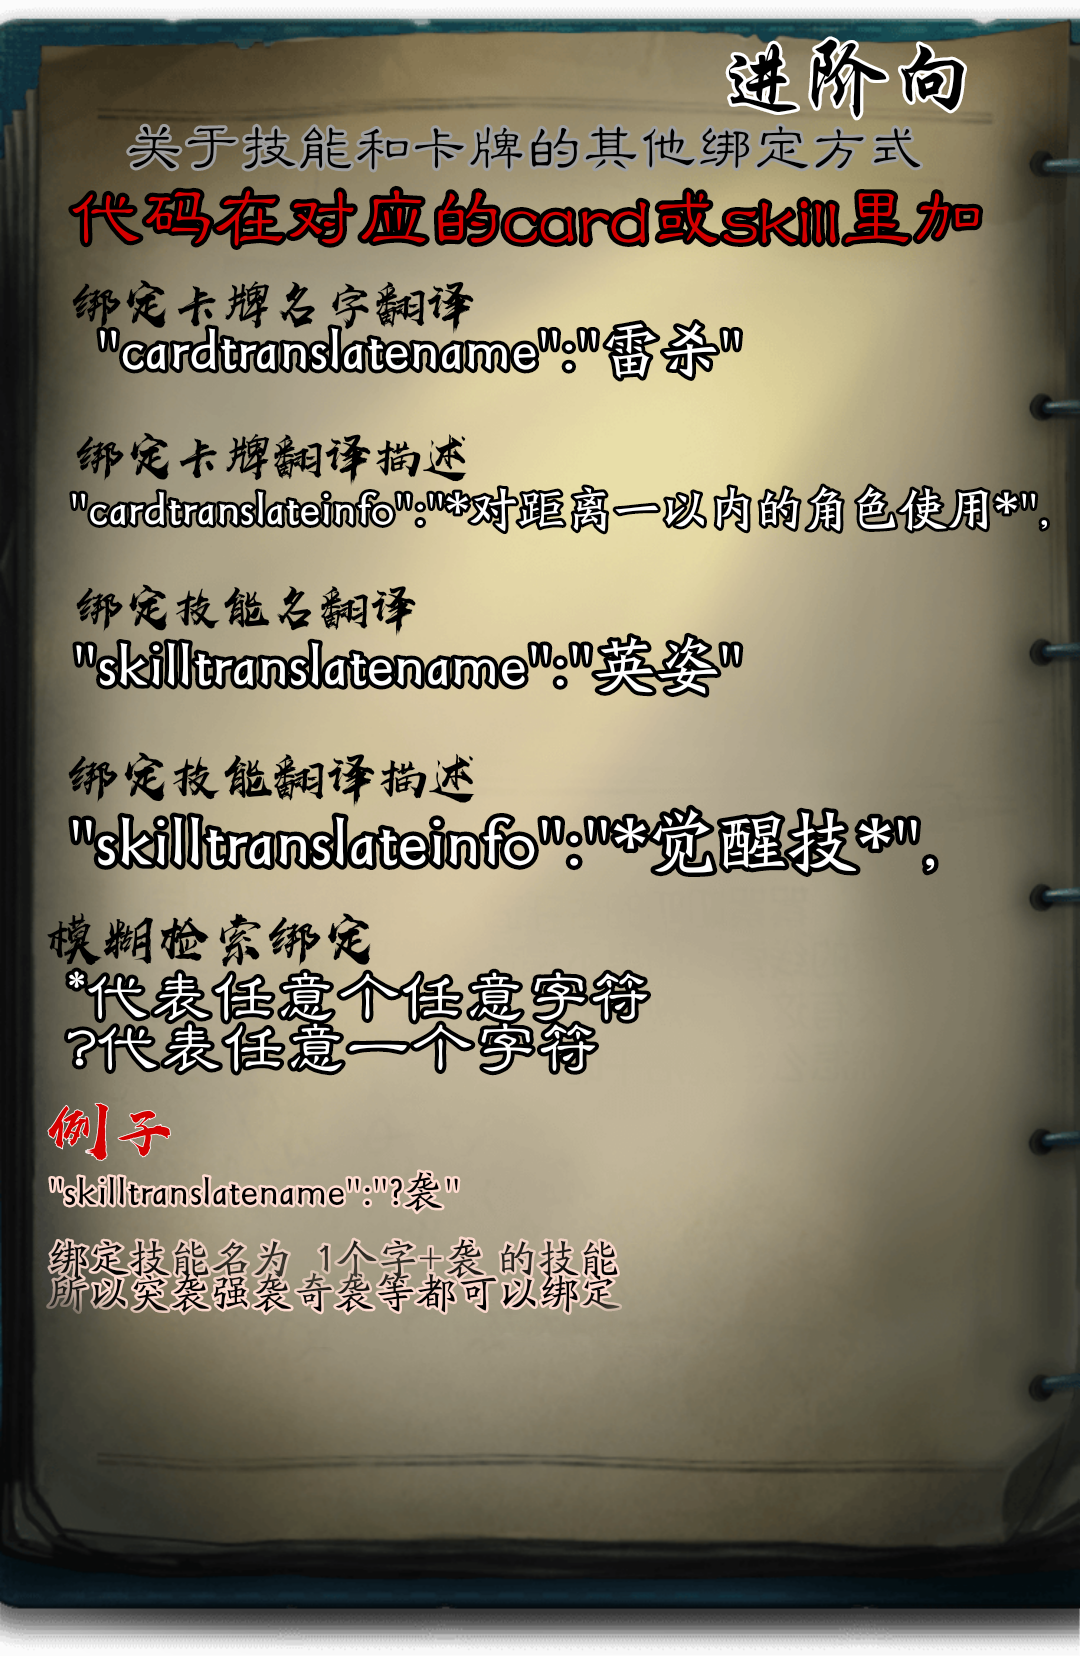 进阶向
关于技能和卡牌的其他绑定方式
代码在对应的card或skill里加
绑定卡牌名字翻译
"cardtranslatename":"雷杀"
绑定卡牌翻译描述
"cardtranslateinfo":"*对距离一以内的角色使用*",
绑定技能名翻译
"skilltranslatename":"英姿"
绑定技能翻译描述
"skilltranslateinfo":"*觉醒技*",
模糊检索绑定
*代表任意个任意字符
?代表任意一个字符
例子
"skilltranslatename":"?袭"
绑定技能名为 1个字+袭 的技能
所以突袭强袭奇袭等都可以绑定